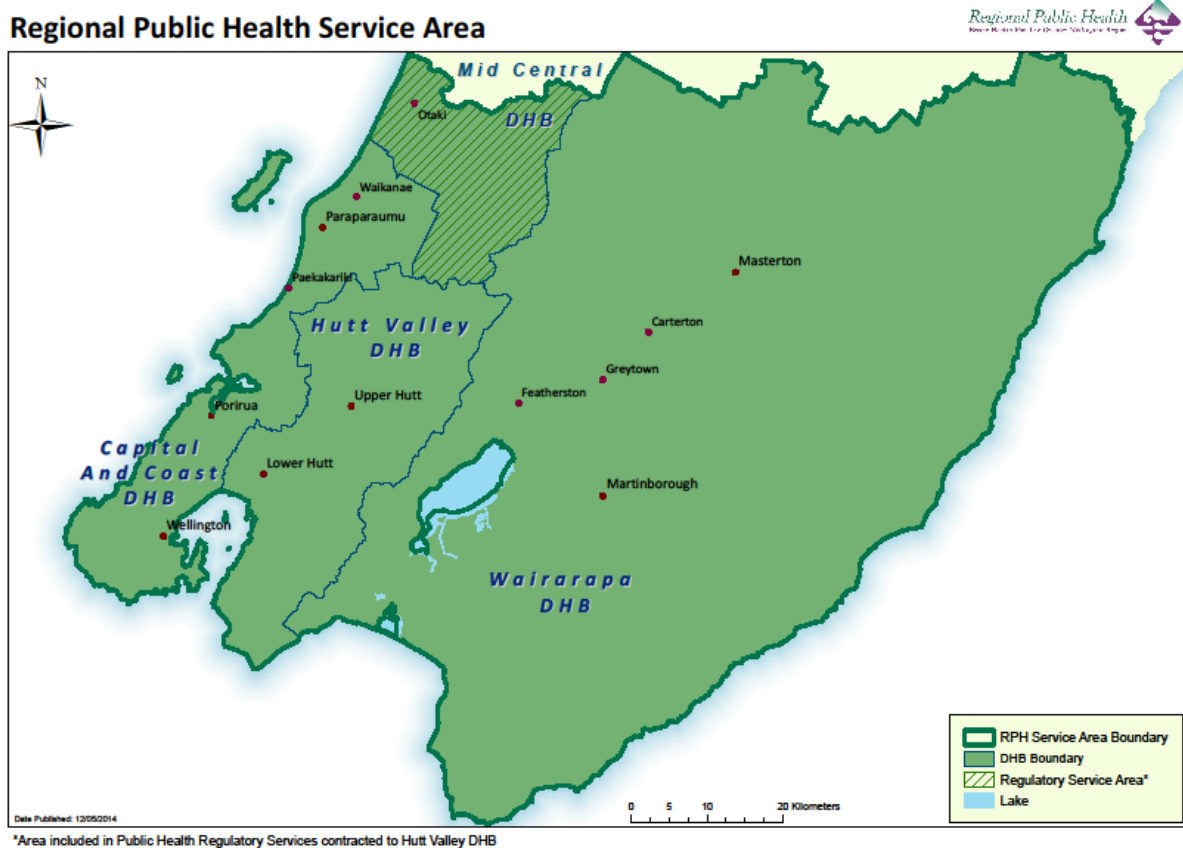 Regional Public Health Service Area
Regional Public Health
N
Mid Central
DHB
Otaki
Waikanae
Paraparaumu
Paekakariki
Masterton
Hutt Valley
DHB
Carterton
Greytown
Featherston
Upper Hutt
Porirua
Capital
And Coast
DHB
Lower Hutt
Martinborough
Wellington
Wairarapa
DHB
RPH Service Area Boundary
DHB Boundary
Regulatory Service Area*
Lake
0 5 10 20 Kilometers
Date Published: 12/05/2014
*Area included in Public Health Regulatory Services contracted to Hutt Valley DHB